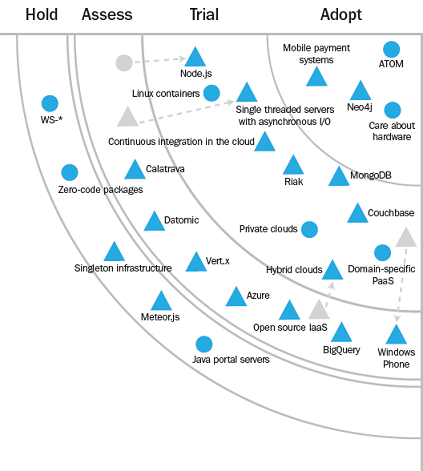 Hold Assess Trial Adopt
Mobile payment
systems
ATOM
Node.js
Linux containers
Single threaded servers
with asynchronous I/O
Neo4j
WS-*
Care about
hardware
Continuous integration in the cloud
Calatrava
Riak
MongoDB
Zero-code packages
Couchbase
Datomic
Private clouds
Singleton infrastructure
Vert.x
Hybrid clouds
Domain-specific
PaaS
Azure
Meteor.js
Open source IaaS
BigQuery
Windows
Phone
Java portal servers